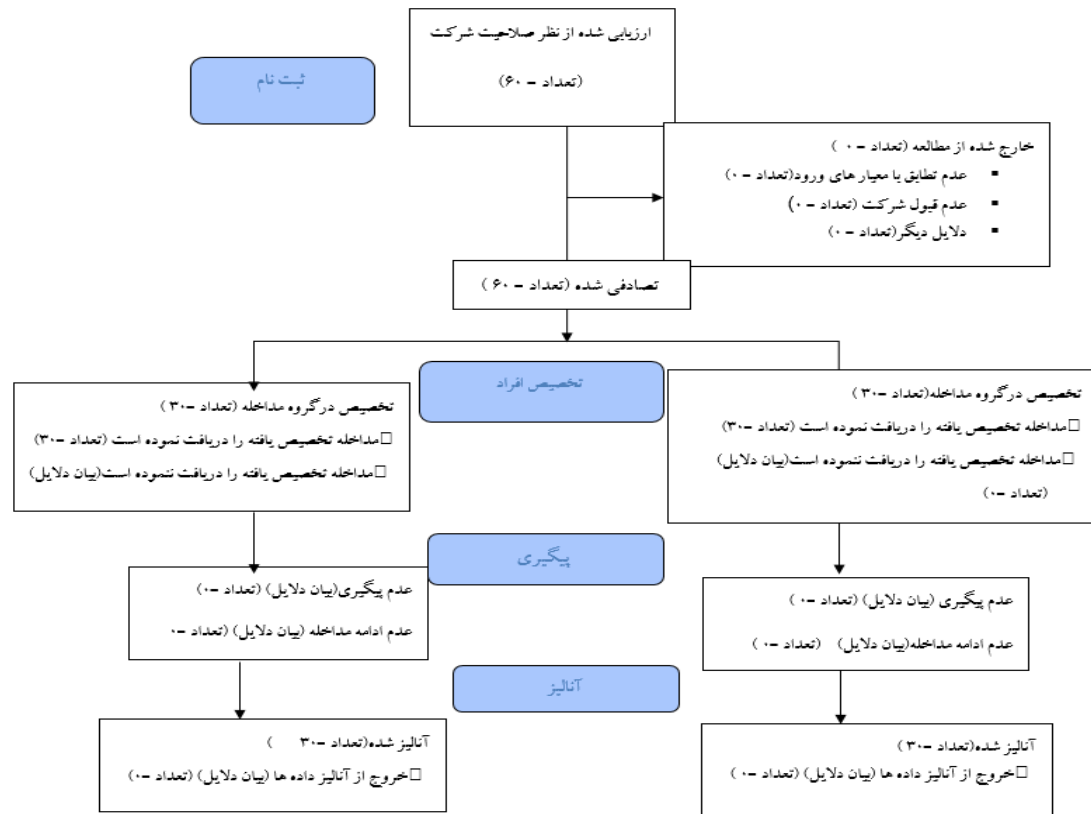 ارزیابی شده از نظر صلاحیت شرکت
(تعداد = ۶۰)
ثبت نام
خارج شده از مطالعه (تعداد = ۰ )
▪ عدم تطابق با معیار های ورود(تعداد = ۰)
▪ عدم قبول شرکت (تعداد = ۰)
▪ دلایل دیگر(تعداد = ۰)
تصادفی شده (تعداد = ۶۰ )
تخصیص افراد
تخصیص درگروه مداخله(تعداد =۳۰ )
□مداخله تخصیص یافته را دریافت نموده است (تعداد =۳۰)
□مداخله تخصیص یافته را دریافت ننموده است(بیان دلایل)
(تعداد =۰)
تخصیص درگروه مداخله (تعداد =۳۰ )
□مداخله تخصیص یافته را دریافت نموده است (تعداد =۳۰)
□مداخله تخصیص یافته را دریافت ننموده است(بیان دلایل)
پیگیری
عدم پیگیری (بیان دلایل) (تعداد =۰ )
عدم ادامه مداخله(بیان دلایل) (تعداد =۰ )
عدم پیگیری(بیان دلایل) (تعداد =۰)
عدم ادامه مداخله (بیان دلایل) (تعداد =۰
آنالیز
آنالیز شده(تعداد =۳۰ )
□خروج از آنالیز داده ها (بیان دلایل) (تعداد =۰ )
آنالیز شده(تعداد =۳۰ )
□خروج از آنالیز داده ها (بیان دلایل) (تعداد =۰)